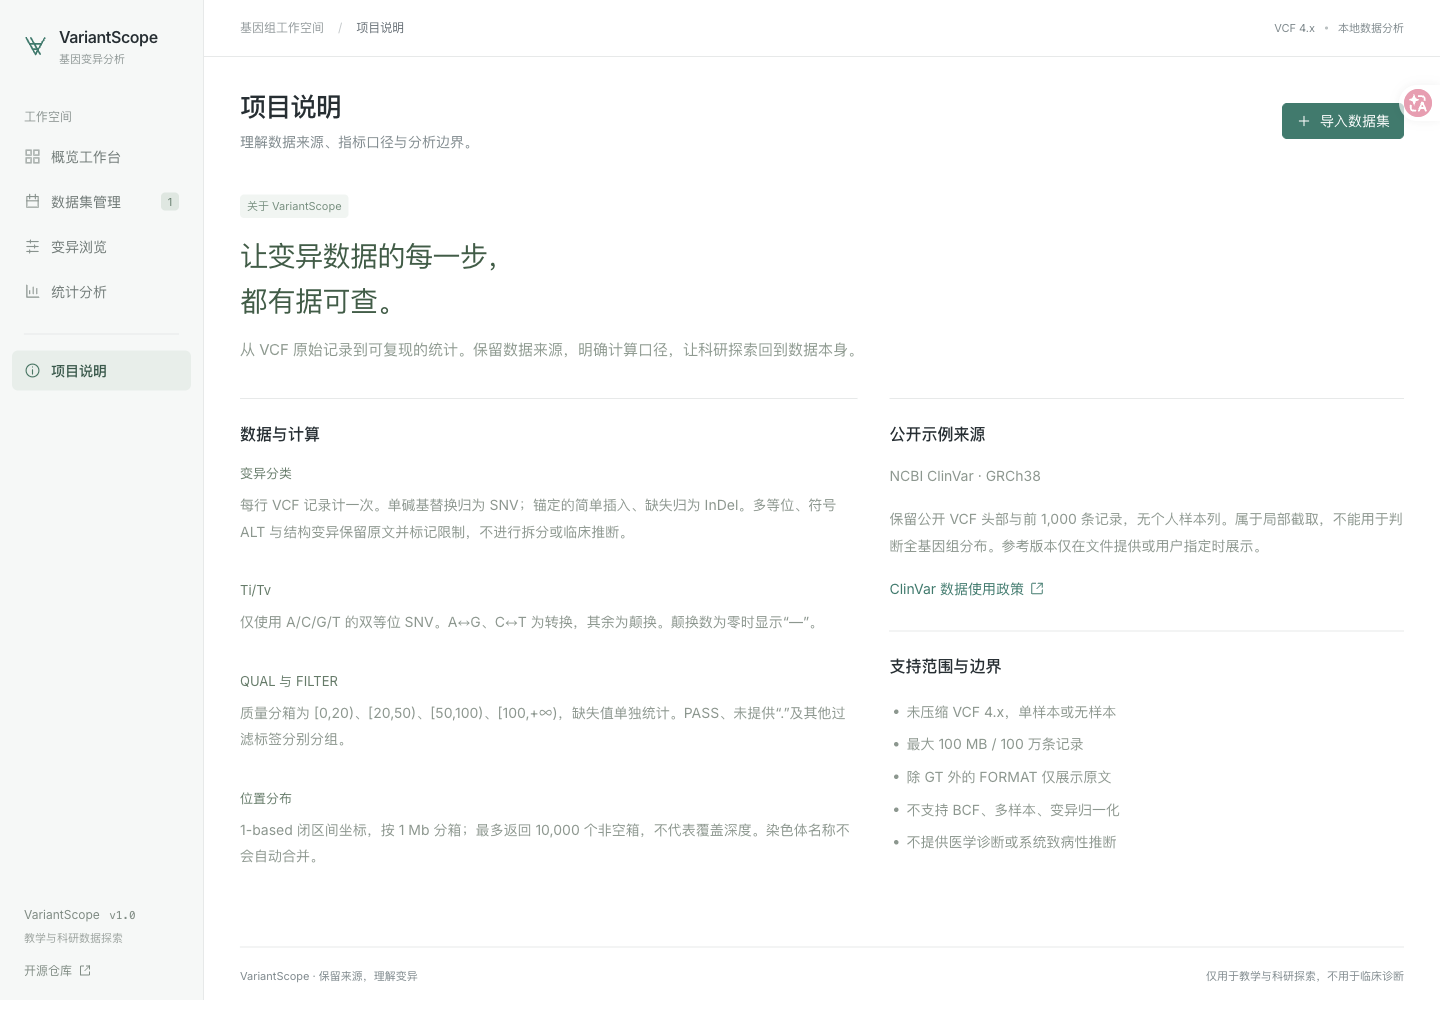 VariantScope
基因变异分析
工作空间
概览工作台
数据集管理 1
变异浏览
统计分析
项目说明
VariantScope v1.0
教学与科研数据探索
开源仓库
基因组工作空间 / 项目说明
VCF 4.x • 本地数据分析
项目说明
理解数据来源、指标口径与分析边界。
导入数据集
关于 VariantScope
让变异数据的每一步，
都有据可查。
从 VCF 原始记录到可复现的统计。保留数据来源，明确计算口径，让科研探索回到数据本身。
数据与计算
变异分类
每行 VCF 记录计一次。单碱基替换归为 SNV；锚定的简单插入、缺失归为 InDel。多等位、符号
ALT 与结构变异保留原文并标记限制，不进行拆分或临床推断。
Ti/Tv
仅使用 A/C/G/T 的双等位 SNV。A↔G、C↔T 为转换，其余为颠换。颠换数为零时显示“—”。
QUAL 与 FILTER
质量分箱为 [0,20)、[20,50)、[50,100)、[100,+∞)，缺失值单独统计。PASS、未提供“.”及其他过
滤标签分别分组。
位置分布
1-based 闭区间坐标，按 1 Mb 分箱；最多返回 10,000 个非空箱，不代表覆盖深度。染色体名称不
会自动合并。
公开示例来源
NCBI ClinVar · GRCh38
保留公开 VCF 头部与前 1,000 条记录，无个人样本列。属于局部截取，不能用于判
断全基因组分布。参考版本仅在文件提供或用户指定时展示。
ClinVar 数据使用政策
支持范围与边界
• 未压缩 VCF 4.x，单样本或无样本
• 最大 100 MB / 100 万条记录
• 除 GT 外的 FORMAT 仅展示原文
• 不支持 BCF、多样本、变异归一化
• 不提供医学诊断或系统致病性推断
VariantScope · 保留来源，理解变异
仅用于教学与科研探索，不用于临床诊断